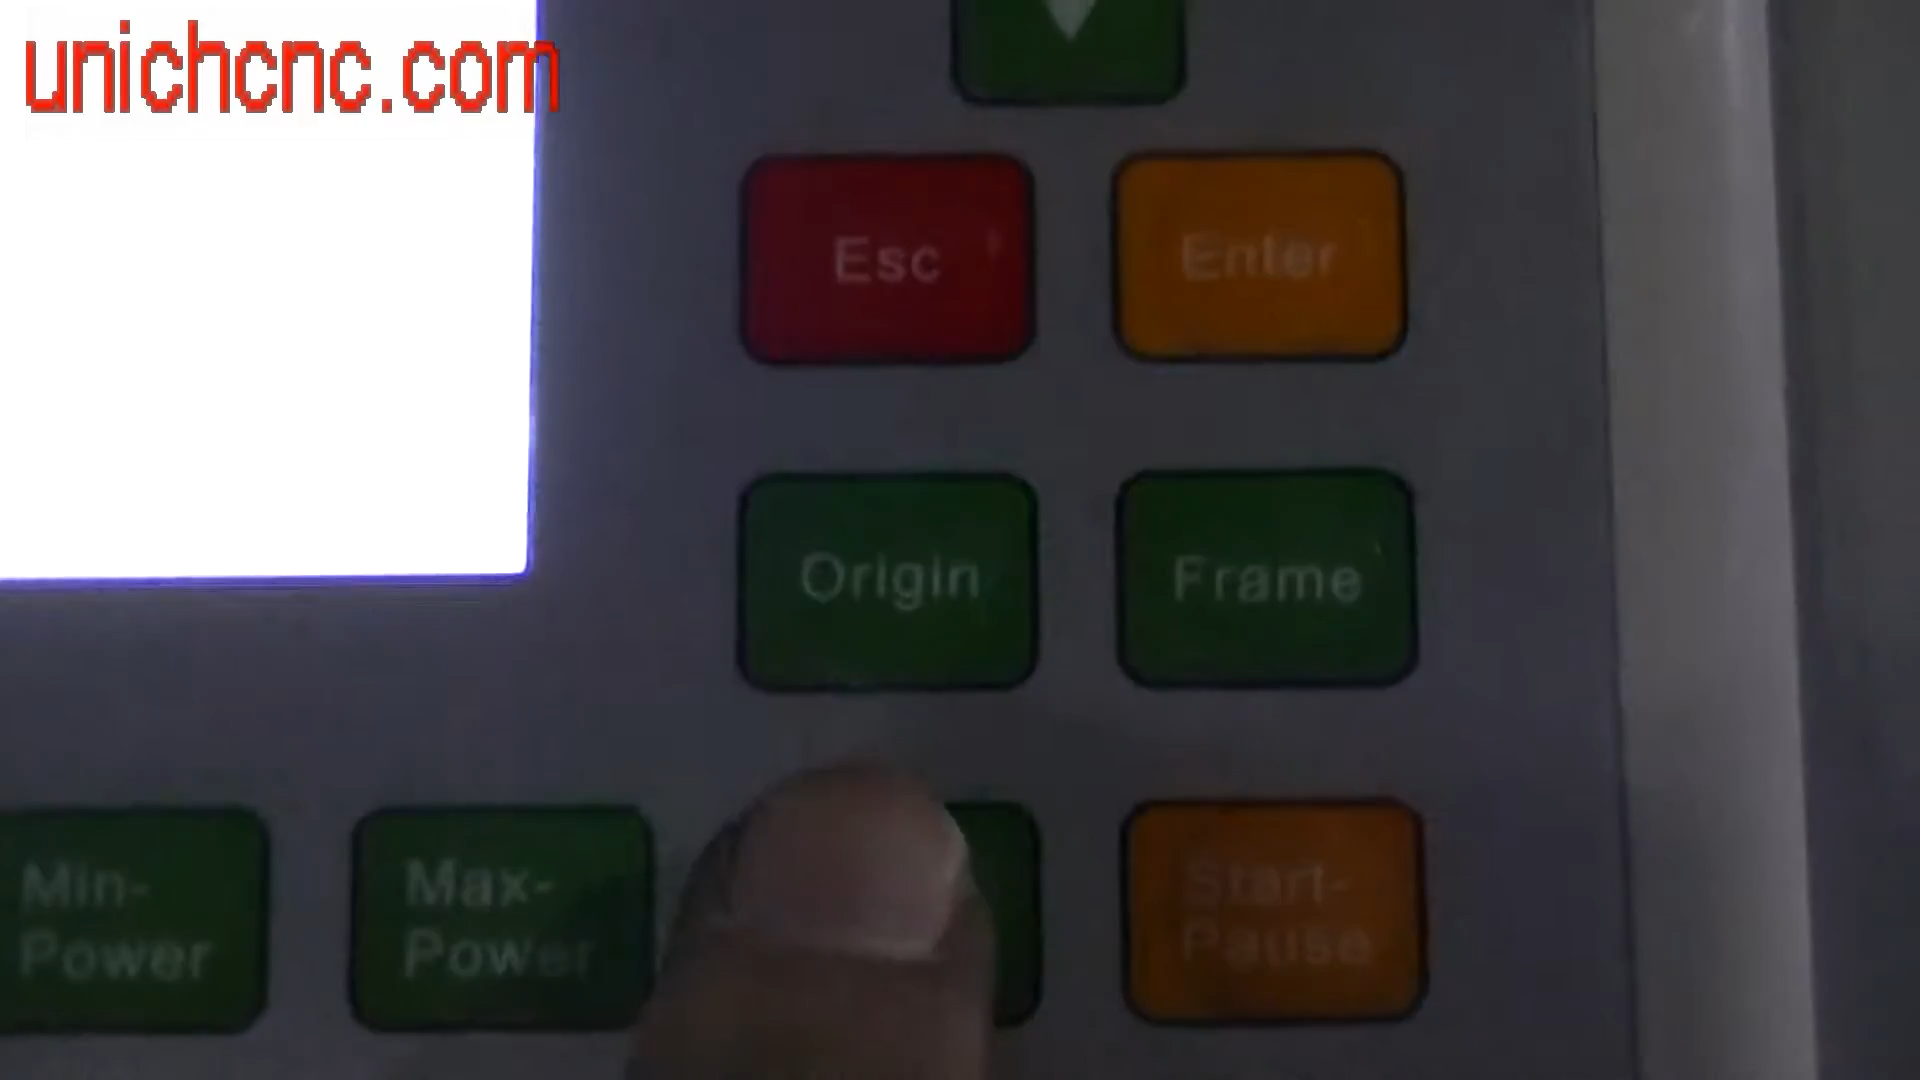 unichcnc.com
Esc
Enter
Origin
Frame
Min-
Power
Max-
Power
Start-
Pause